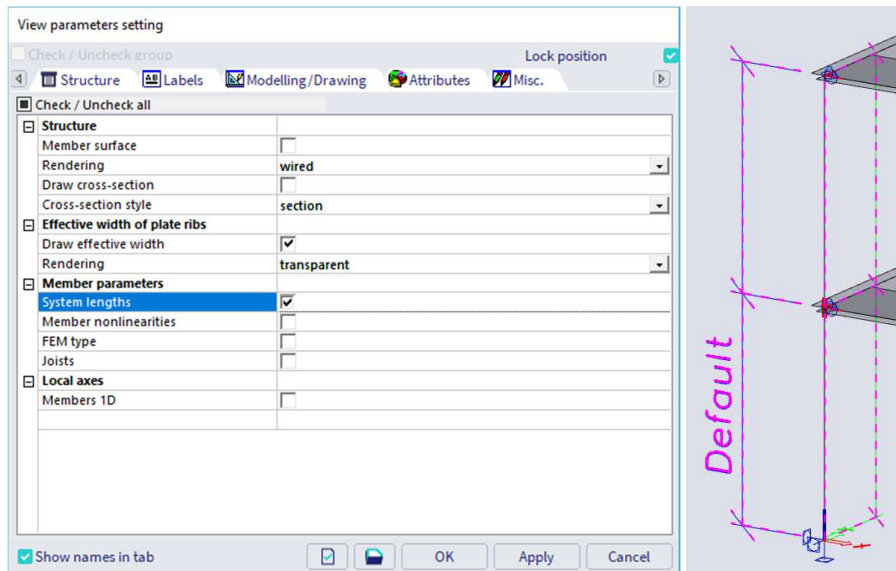 View parameters setting
Check / Uncheck group
Lock position
Structure
Labels
Modelling/Drawing
Attributes
Misc.
Check / Uncheck all
Structure
Member surface
Rendering wired
Draw cross-section
Cross-section style section
Effective width of plate ribs
Draw effective width
Rendering transparent
Member parameters
System lengths
Member nonlinearities
FEM type
Joists
Local axes
Members 1D
Show names in tab
OK
Apply
Cancel
Default